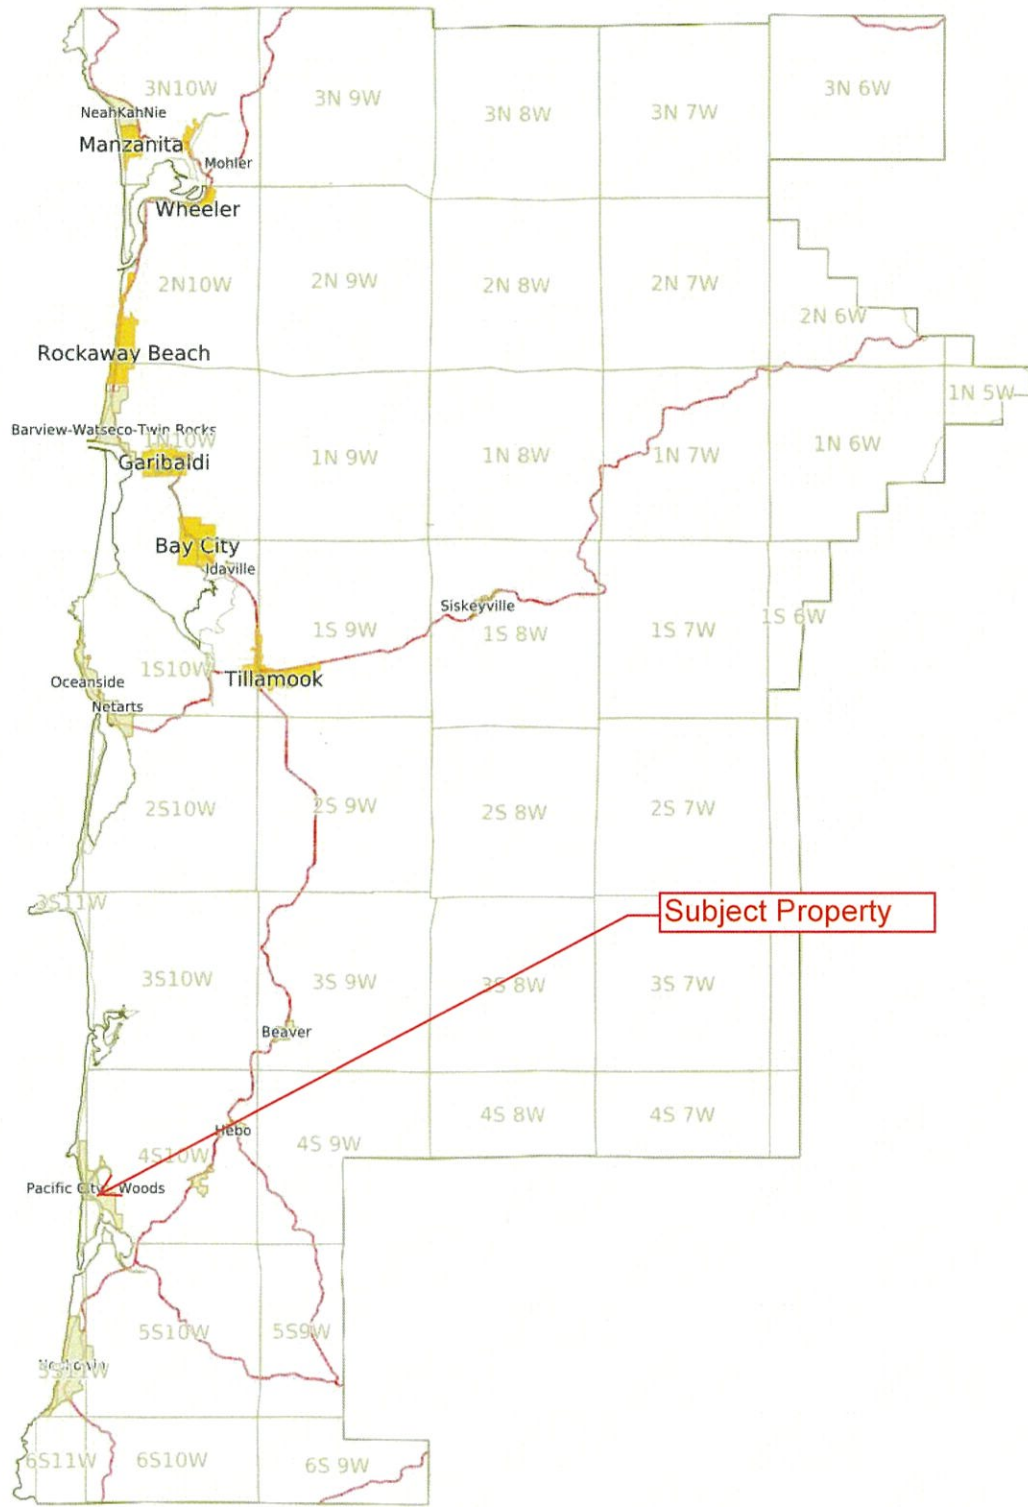 3N10W
3N 9W
3N 8W
3N 7W
3N 6W
NeahKahNie
Manzanita
Mohler
Wheeler
2N10W
2N 9W
2N 8W
2N 7W
2N 6W
Rockaway Beach
1N 5W
Barview-Watseco-Twin Rocks
1N10W
Garibaldi
1N 9W
1N 8W
1N 7W
1N 6W
Bay City
Idaville
Siskeyville
1S 9W
1S 8W
1S 7W
1S 6W
1S10W
Tillamook
Oceanside
Netarts
2S10W
2S 9W
2S 8W
2S 7W
3S11W
Subject Property
3S10W
3S 9W
3S 8W
3S 7W
Beaver
4S 8W
4S 7W
Hebo
4S 9W
4S10W
Pacific City Woods
5S10W
5S9W
5S11W
6S11W
6S10W
6S 9W